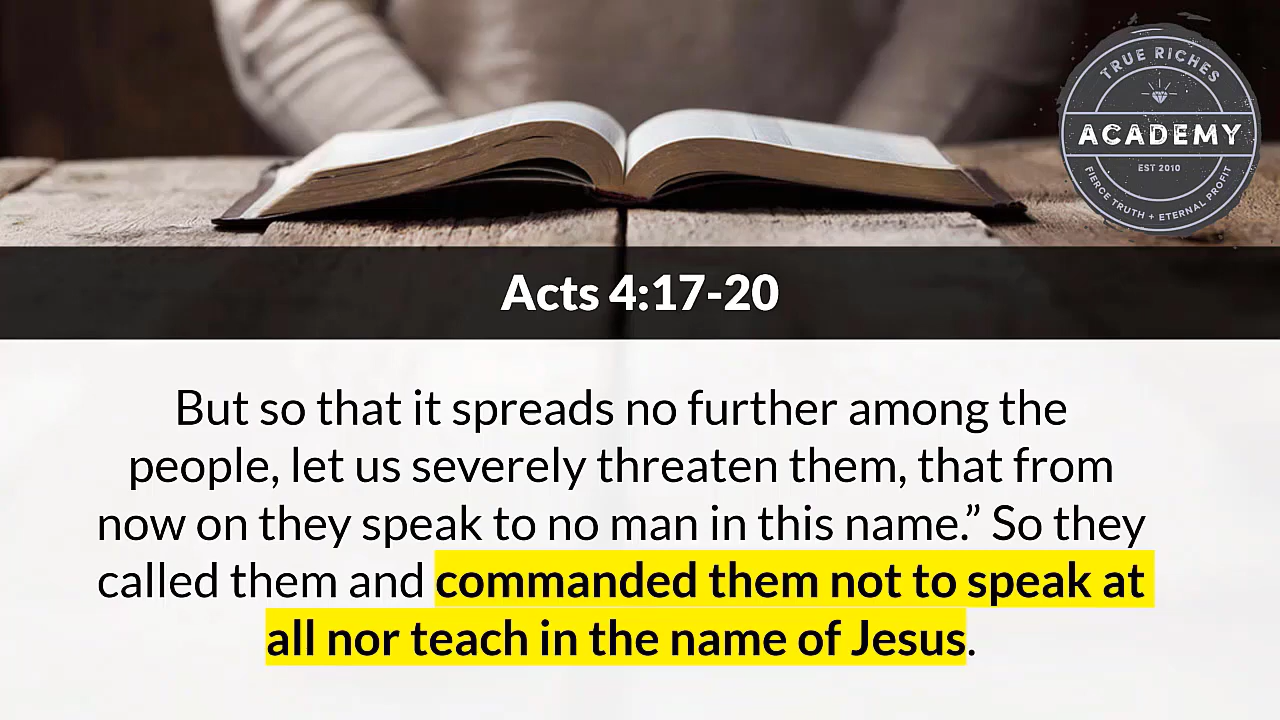 TRUE RICHES
ACADEMY
EST 2010
FIERCE TRUTH + ETERNAL PROFIT
Acts 4:17-20
But so that it spreads no further among the
people, let us severely threaten them, that from
now on they speak to no man in this name.” So they
called them and commanded them not to speak at
all nor teach in the name of Jesus.